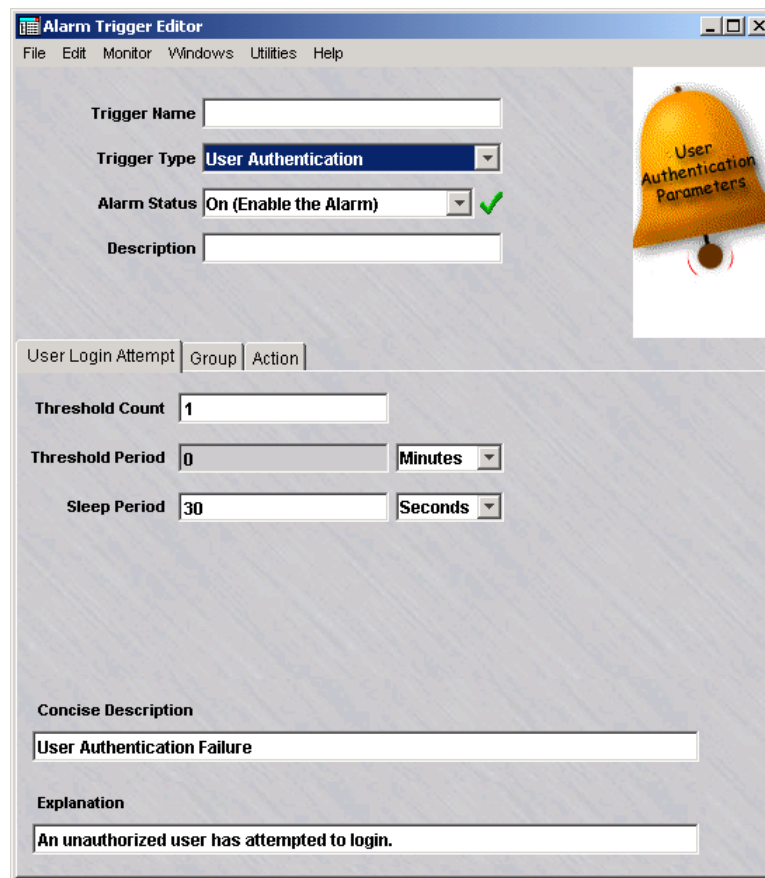 Alarm Trigger Editor
File Edit Monitor Windows Utilities Help
Trigger Name
Trigger Type User Authentication
Alarm Status On (Enable the Alarm)
Description
User
Authentication
Parameters
User Login Attempt Group Action
Threshold Count 1
Threshold Period 0 Minutes
Sleep Period 30 Seconds
Concise Description
User Authentication Failure
Explanation
An unauthorized user has attempted to login.